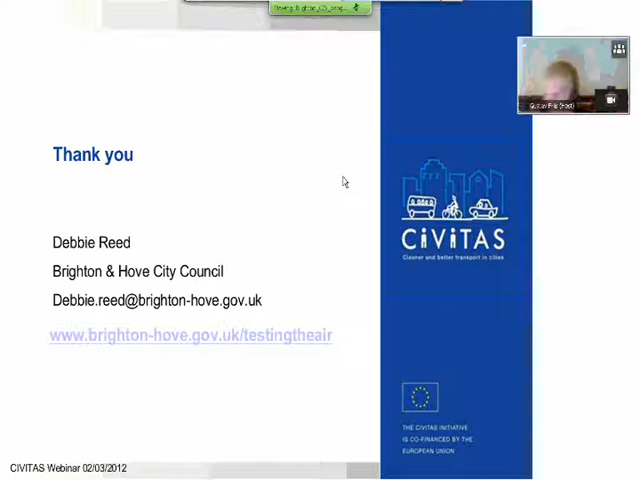 Thank you
Debbie Reed
Brighton & Hove City Council
Debbie.reed@brighton-hove.gov.uk
www.brighton-hove.gov.uk/testingtheair
CIVITAS Webinar 02/03/2012
CIVITAS
Cleaner and better transport in cities
THE CIVITAS INITIATIVE
IS CO-FINANCED BY THE
EUROPEAN UNION
(Host)